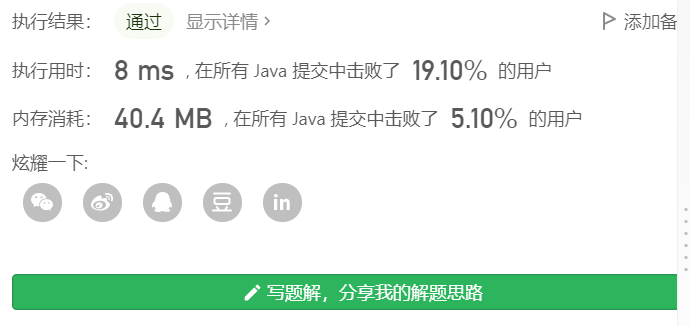 执行结果： 通过 显示详情 › 添加备
执行用时： 8 ms , 在所有 Java 提交中击败了 19.10% 的用户
内存消耗： 40.4 MB , 在所有 Java 提交中击败了 5.10% 的用户
炫耀一下:
豆 in
写题解，分享我的解题思路